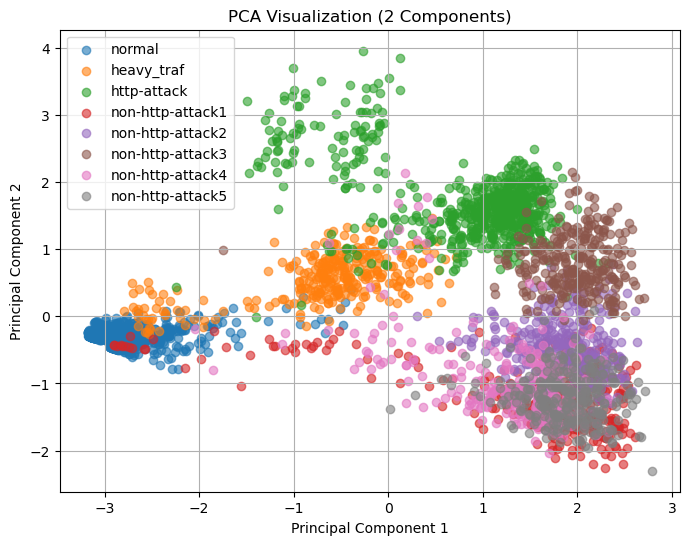 PCA Visualization (2 Components)
normal
heavy_traf
http-attack
non-http-attack1
non-http-attack2
non-http-attack3
non-http-attack4
non-http-attack5
Principal Component 2
4
3
2
1
0
−1
−2
−3 −2 −1 0 1 2 3
Principal Component 1